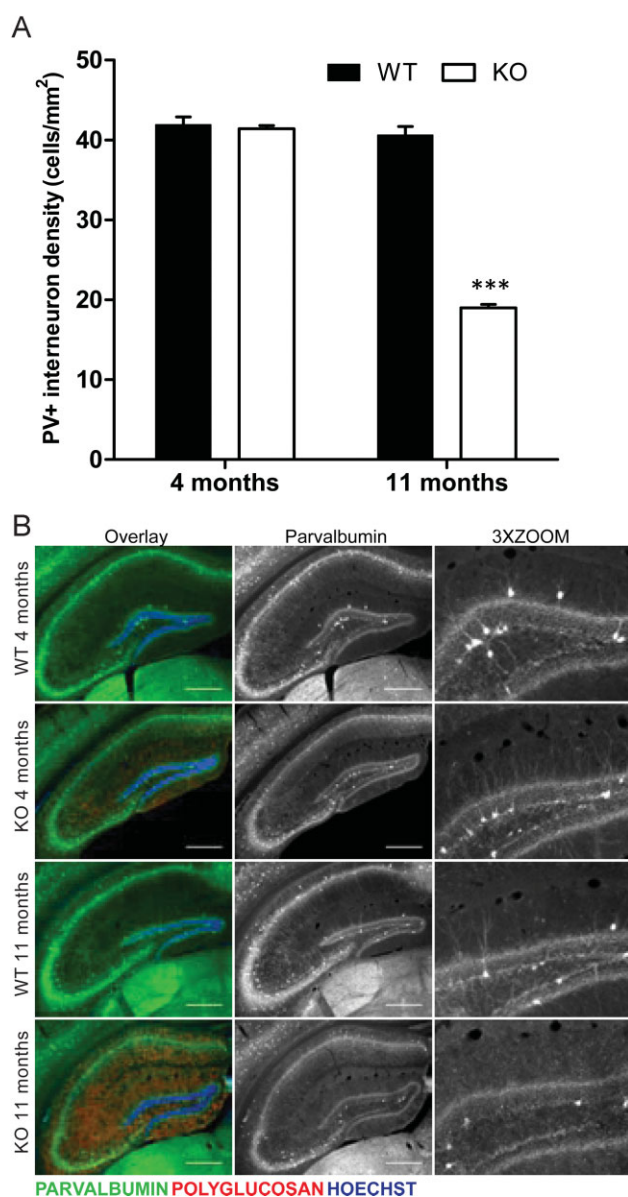 A
WT KO
PV+ interneuron density (cells/mm²)
50
40
30
20
10
0
***
4 months 11 months
B
Overlay Parvalbumin 3XZOOM
WT 4 months
KO 4 months
WT 11 months
KO 11 months
PARVALBUMIN POLYGLUCOSAN HOECHST